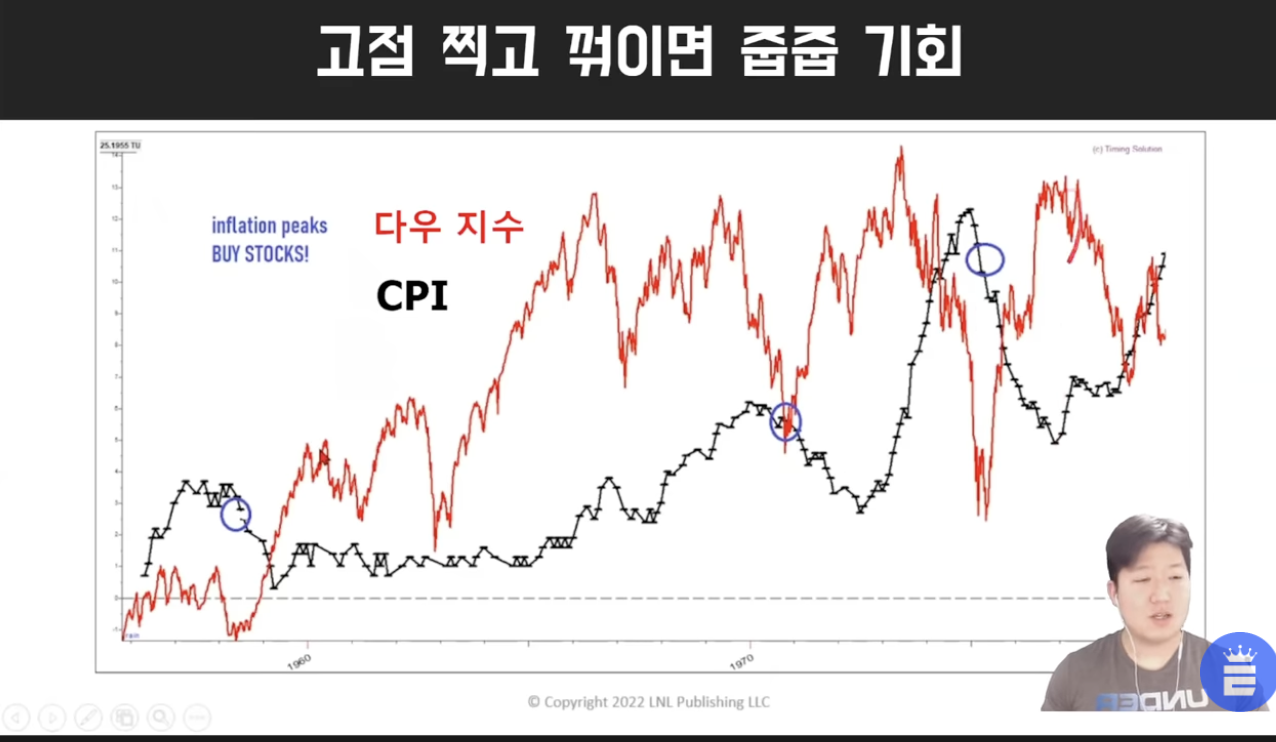 고점 찍고 꺾이면 줍줍 기회
25.1955 TU
(c) Timing Solution
14
13
12
11
10
9
8
7
6
5
4
3
2
1
0
-1
inflation peaks
BUY STOCKS!
다우 지수
CPI
1960
1970
© Copyright 2022 LNL Publishing LLC